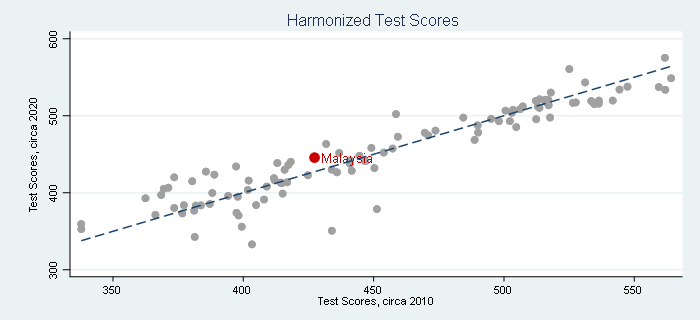 Harmonized Test Scores
600
500
400
300
Test Scores, circa 2020
Malaysia
350
400
450
500
550
Test Scores, circa 2010